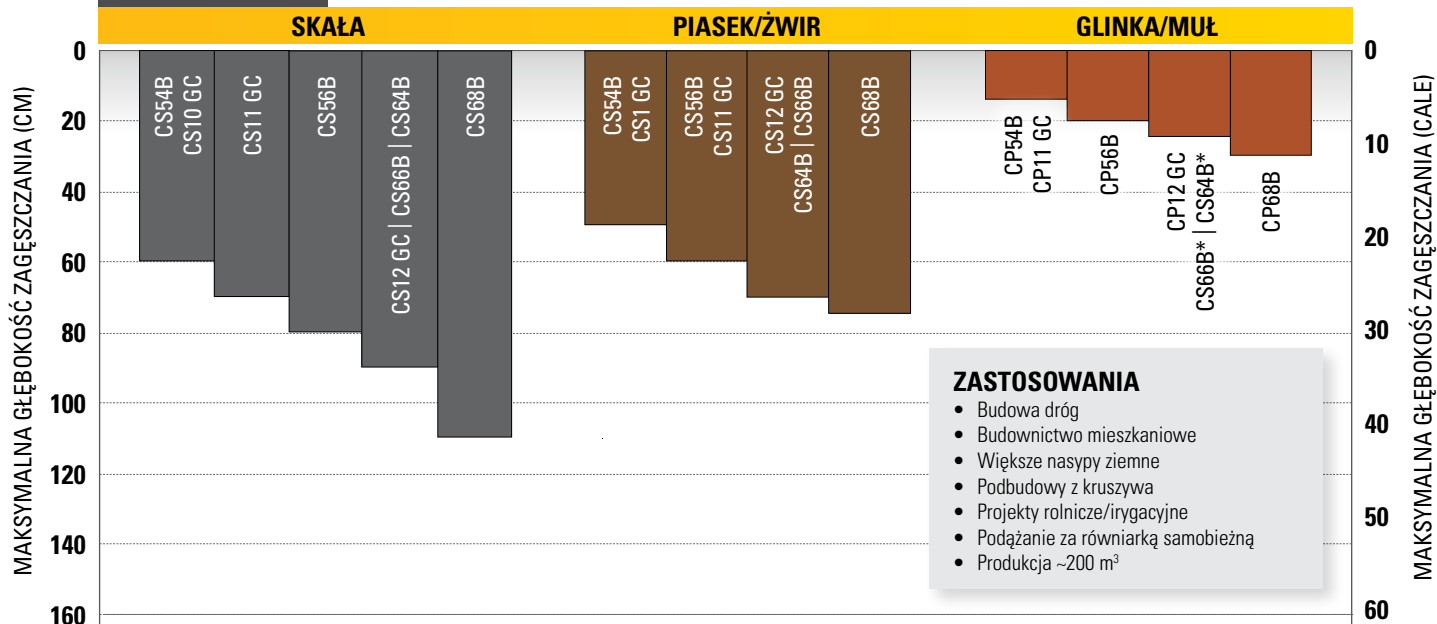 SKAŁA
PIASEK/ŻWIR
GLINKA/MUŁ
MAKSYMALNA GŁĘBOKOŚĆ ZAGĘSZCZANIA (CM)
0
20
40
60
80
100
120
140
160
CS54B
CS10 GC
CS11 GC
CS56B
CS12 GC | CS66B | CS64B
CS68B
CS54B
CS1 GC
CS56B
CS11 GC
CS12 GC
CS64B | CS66B
CS68B
CP54B
CP11 GC
CP56B
CP12 GC
CS66B* | CS64B*
CP68B
ZASTOSOWANIA
• Budowa dróg
• Budownictwo mieszkaniowe
• Większe nasypy ziemne
• Podbudowy z kruszywa
• Projekty rolnicze/irygacyjne
• Podążanie za równiarką samobieżną
• Produkcja ~200 m³
0
10
20
30
40
50
60
MAKSYMALNA GŁĘBOKOŚĆ ZAGĘSZCZANIA (CALE)